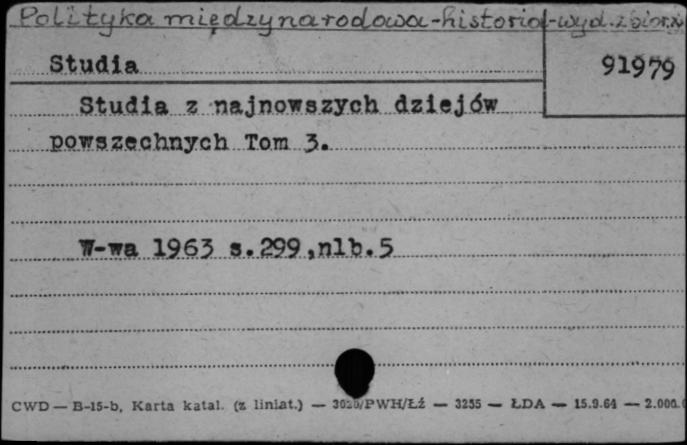 Polityka międzynarodowa-historia-wyd.zbior.
Studia 91979
Studia z najnowszych dziejów
powszechnych Tom 3.
W-wa 1963 s.299,nlb.5
CWD — B-15-b, Karta katal. (z liniat.) — /PWH/Łź — 3255 — ŁDA — 15.9.64 — 2.000.